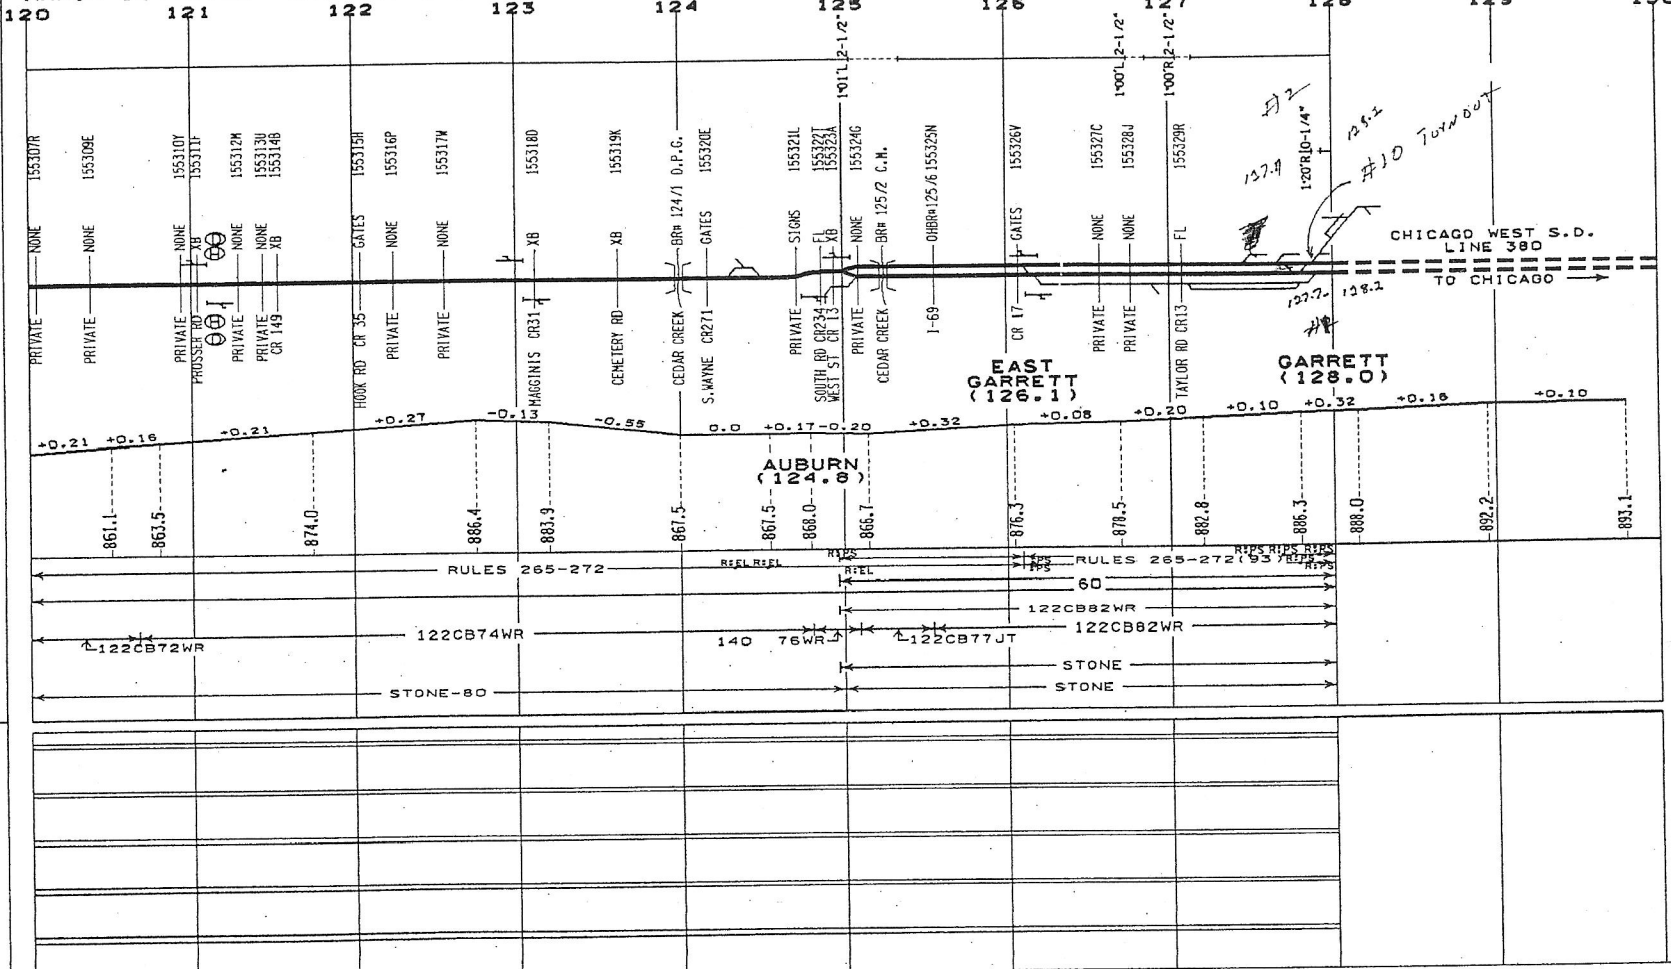 120 121 122 123 124 125 126 127 128 129
1°01'L 2-1/2"
1°00'L 2-1/2"
1°00'R 2-1/2"
1°20'R 0-1/4"
#2
127.9
128.2
#10 TURNOUT
155307R
155309E
155310Y
155311F
155312M
155313U
155314B
155315H
155316P
155317W
155318D
155319K
BR# 124/1 O.P.G.
155320E
155321L
155322T
155323A
155324G
BR# 125/2 C.M.
OHBR#125/6 155325N
155326V
155327C
155328J
155329R
NONE
NONE
NONE
XB
NONE
NONE
XB
GATES
NONE
NONE
XB
XB
GATES
SIGNS
FL
XB
NONE
GATES
NONE
NONE
FL
CHICAGO WEST S.D.
LINE 380
TO CHICAGO
127.7- 128.2
PRIVATE
PRIVATE
PRIVATE
PROSSER RD
PRIVATE
PRIVATE
CR 149
HOOK RD CR 35
PRIVATE
PRIVATE
MAGGINIS CR31
CEMETERY RD
CEDAR CREEK
S.WAYNE CR271
PRIVATE
SOUTH RD CR234
WEST ST CR 13
PRIVATE
CEDAR CREEK
I-69
CR 17
PRIVATE
PRIVATE
TAYLOR RD CR13
EAST
GARRETT
(126.1)
GARRETT
(128.0)
+0.21 +0.16 +0.21 +0.27 -0.13 -0.55 0.0 +0.17 -0.20 +0.32 +0.08 +0.20 +0.10 +0.32 +0.16 +0.10
AUBURN
(124.8)
861.1
863.5
874.0
886.4
883.9
867.5
867.5
868.0
866.7
876.3
878.5
882.8
886.3
888.0
892.2
893.1
R:PS R:PS R:PS R:PS
RULES 265-272 R:EL R:EL R:EL RULES 265-272(93) R:PS
R:PS
60
122CB82WR
122CB74WR 140 76WR 122CB82WR
122CB72WR 122CB77JT
STONE
STONE-80 STONE